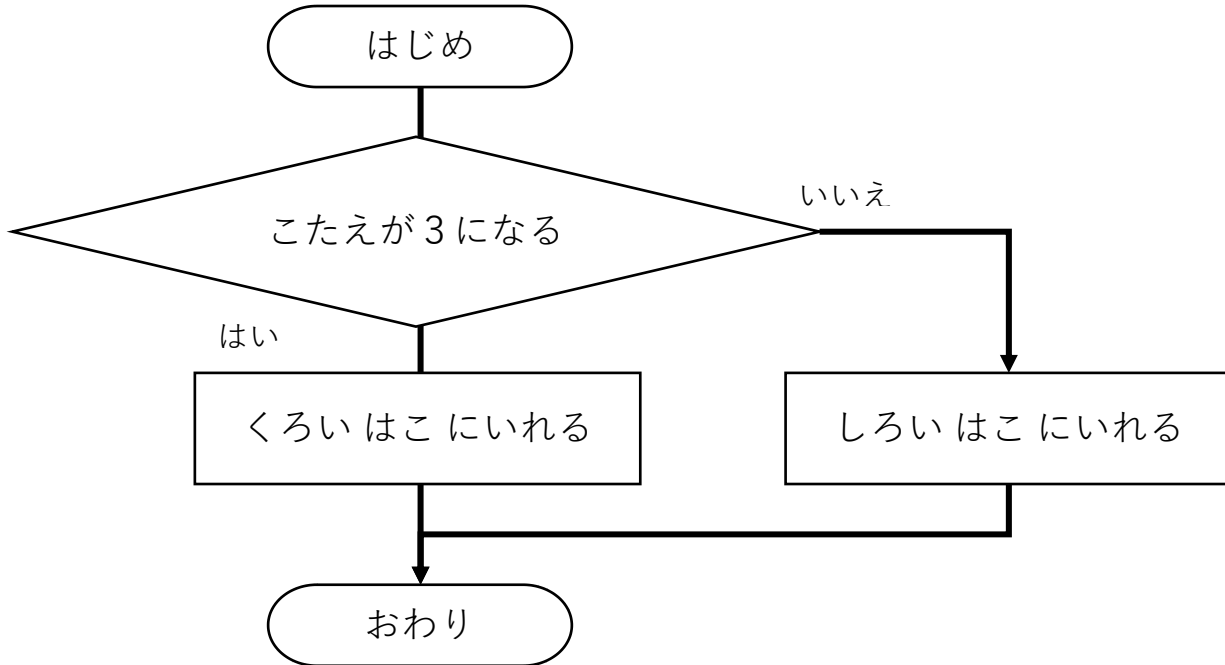 はじめ
こたえが３になる
いいえ
はい
くろい はこ にいれる
しろい はこ にいれる
おわり